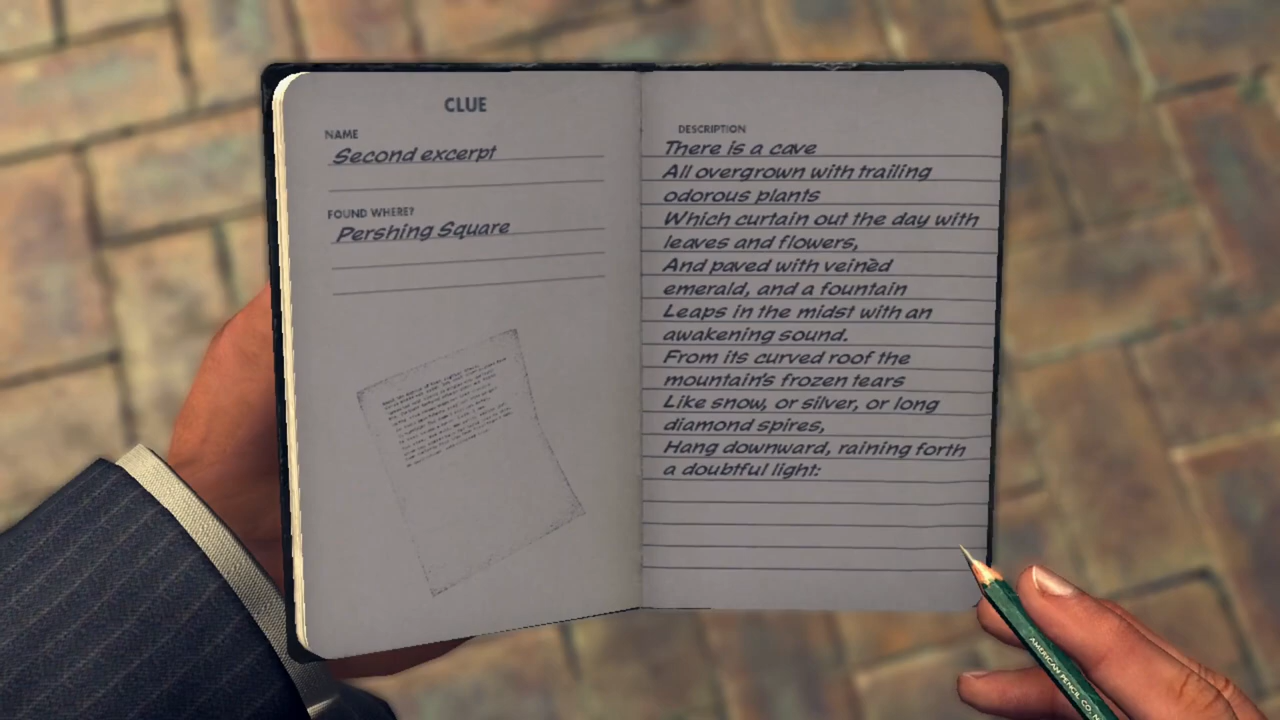 CLUE
NAME
Second excerpt
FOUND WHERE?
Pershing Square
DESCRIPTION
There is a cave
All overgrown with trailing
odorous plants
Which curtain out the day with
leaves and flowers,
And paved with veinèd
emerald, and a fountain
Leaps in the midst with an
awakening sound.
From its curved roof the
mountain's frozen tears
Like snow, or silver, or long
diamond spires,
Hang downward, raining forth
a doubtful light:
AMERICAN PENCIL CO.